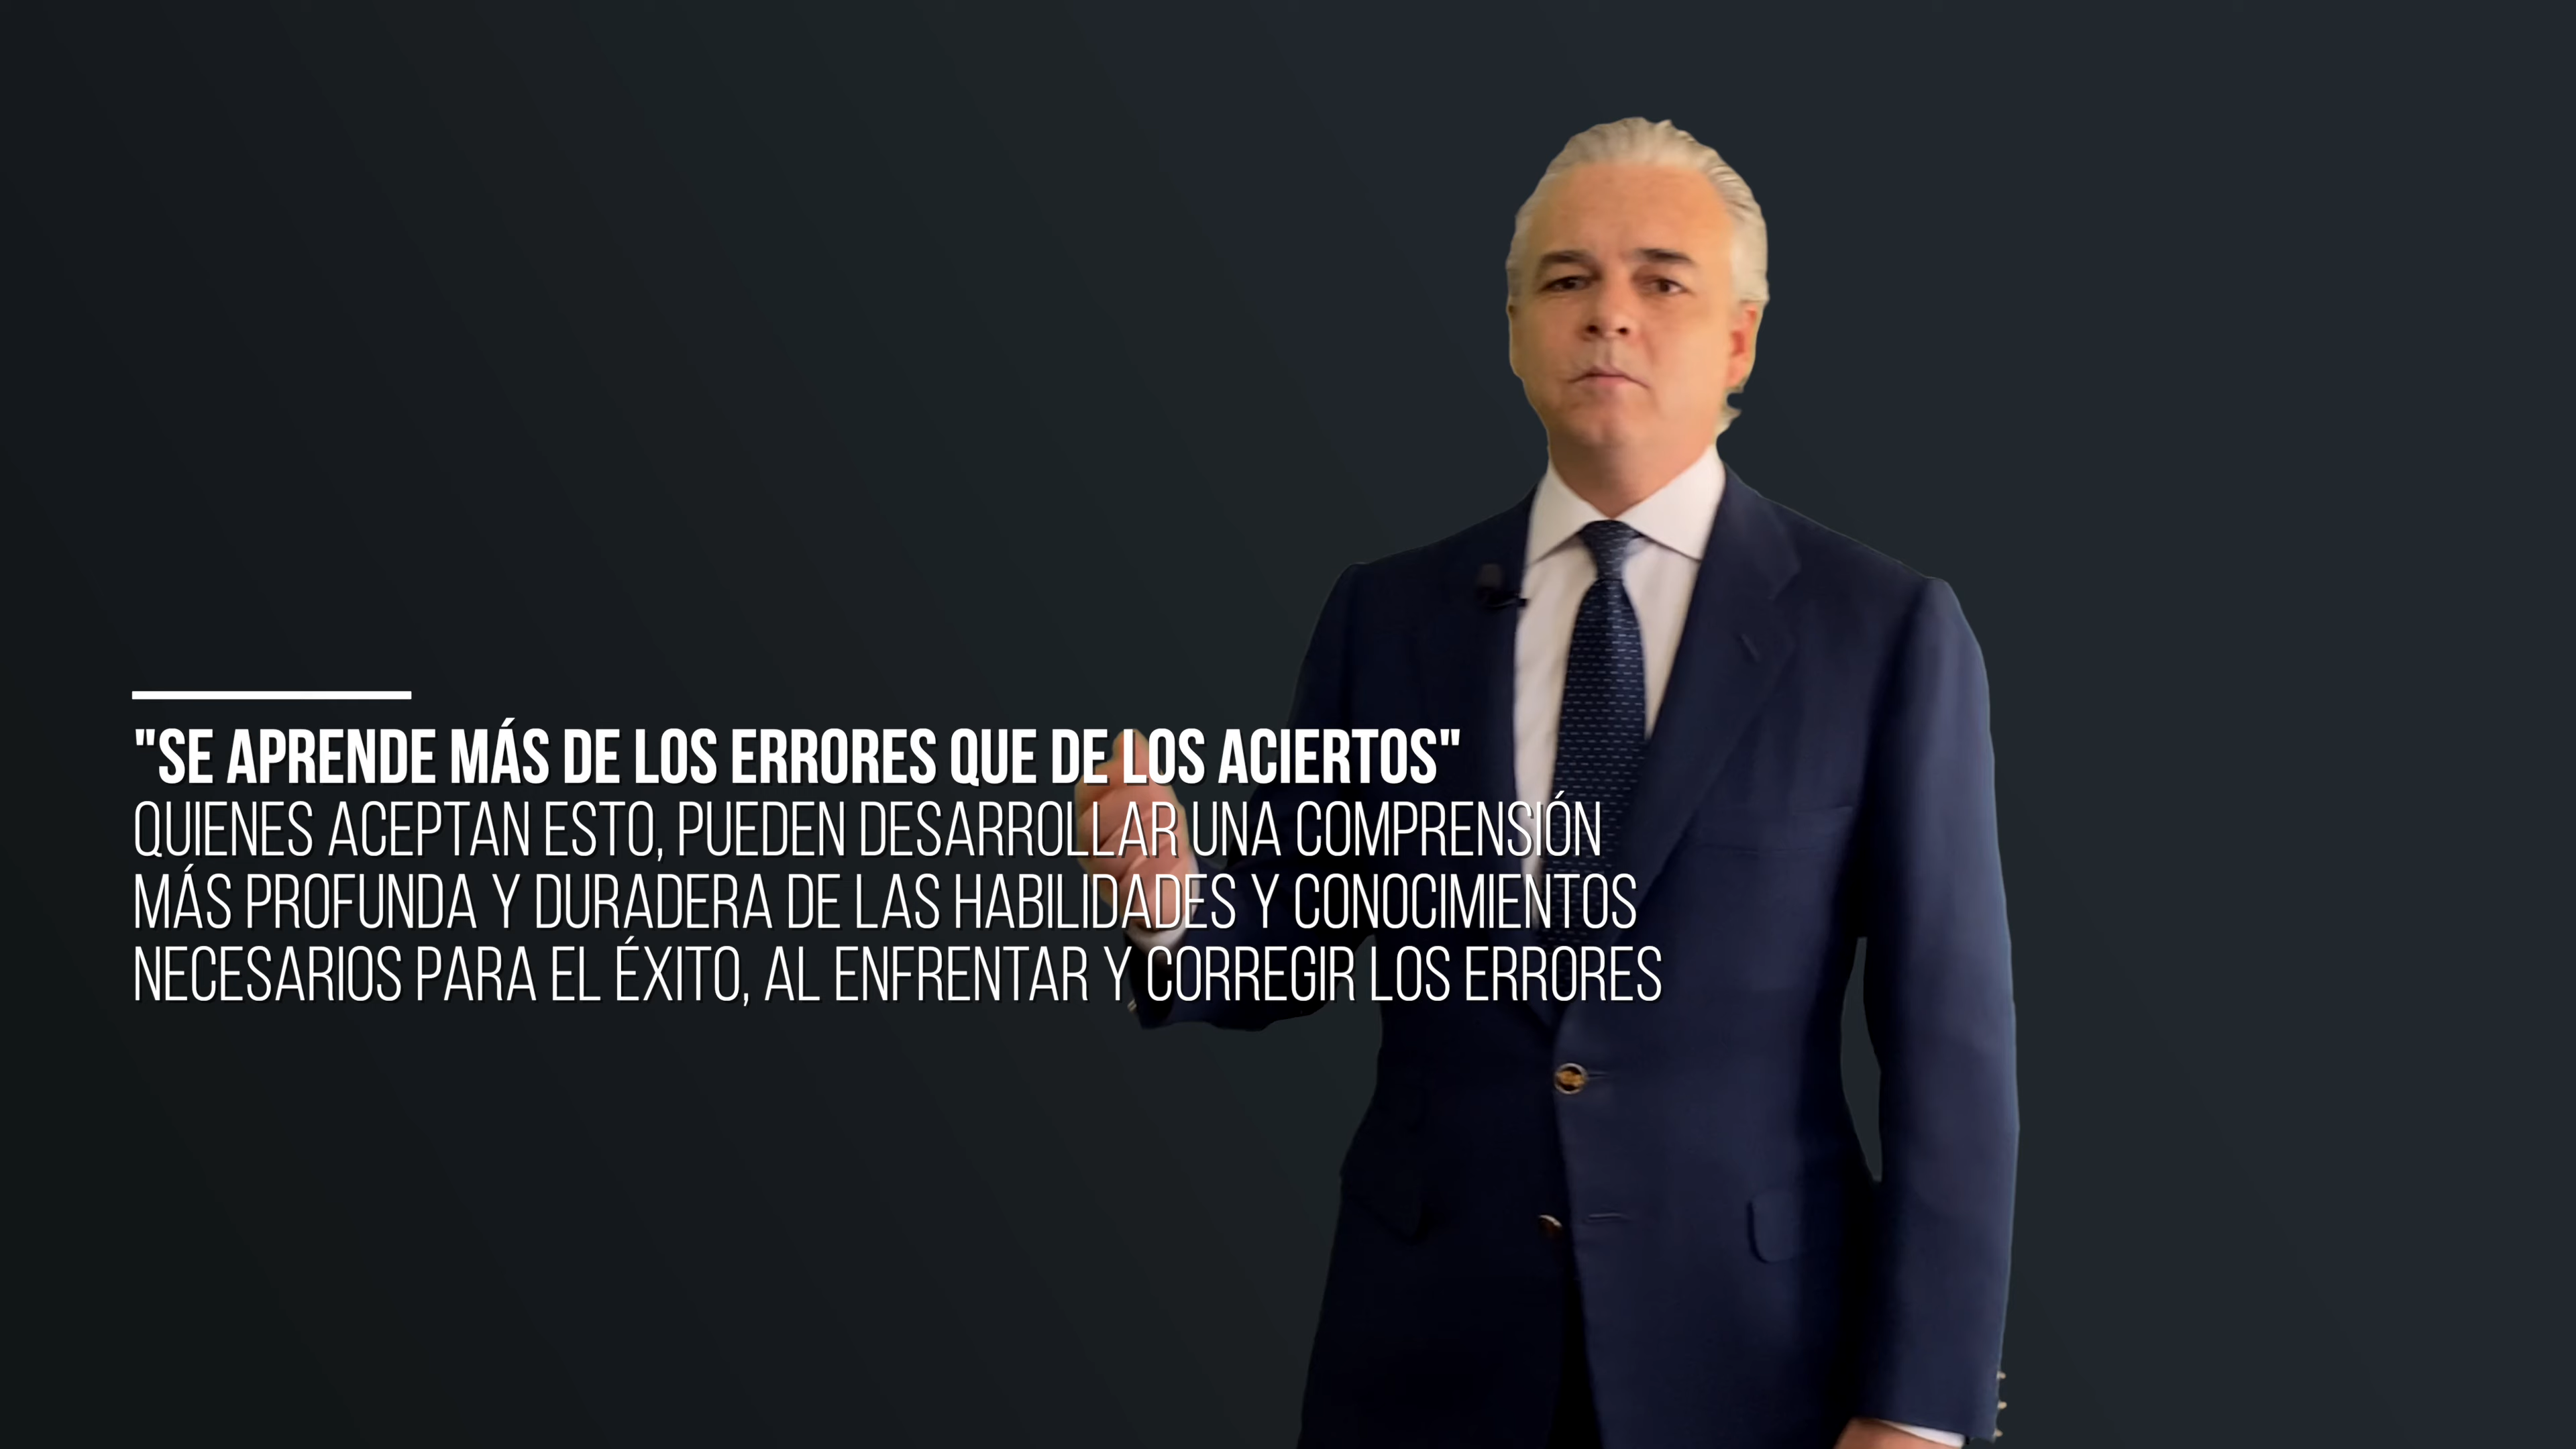 "SE APRENDE MÁS DE LOS ERRORES QUE DE LOS ACIERTOS"
QUIENES ACEPTAN ESTO, PUEDEN DESARROLLAR UNA COMPRENSIÓN
MÁS PROFUNDA Y DURADERA DE LAS HABILIDADES Y CONOCIMIENTOS
NECESARIOS PARA EL ÉXITO, AL ENFRENTAR Y CORREGIR LOS ERRORES